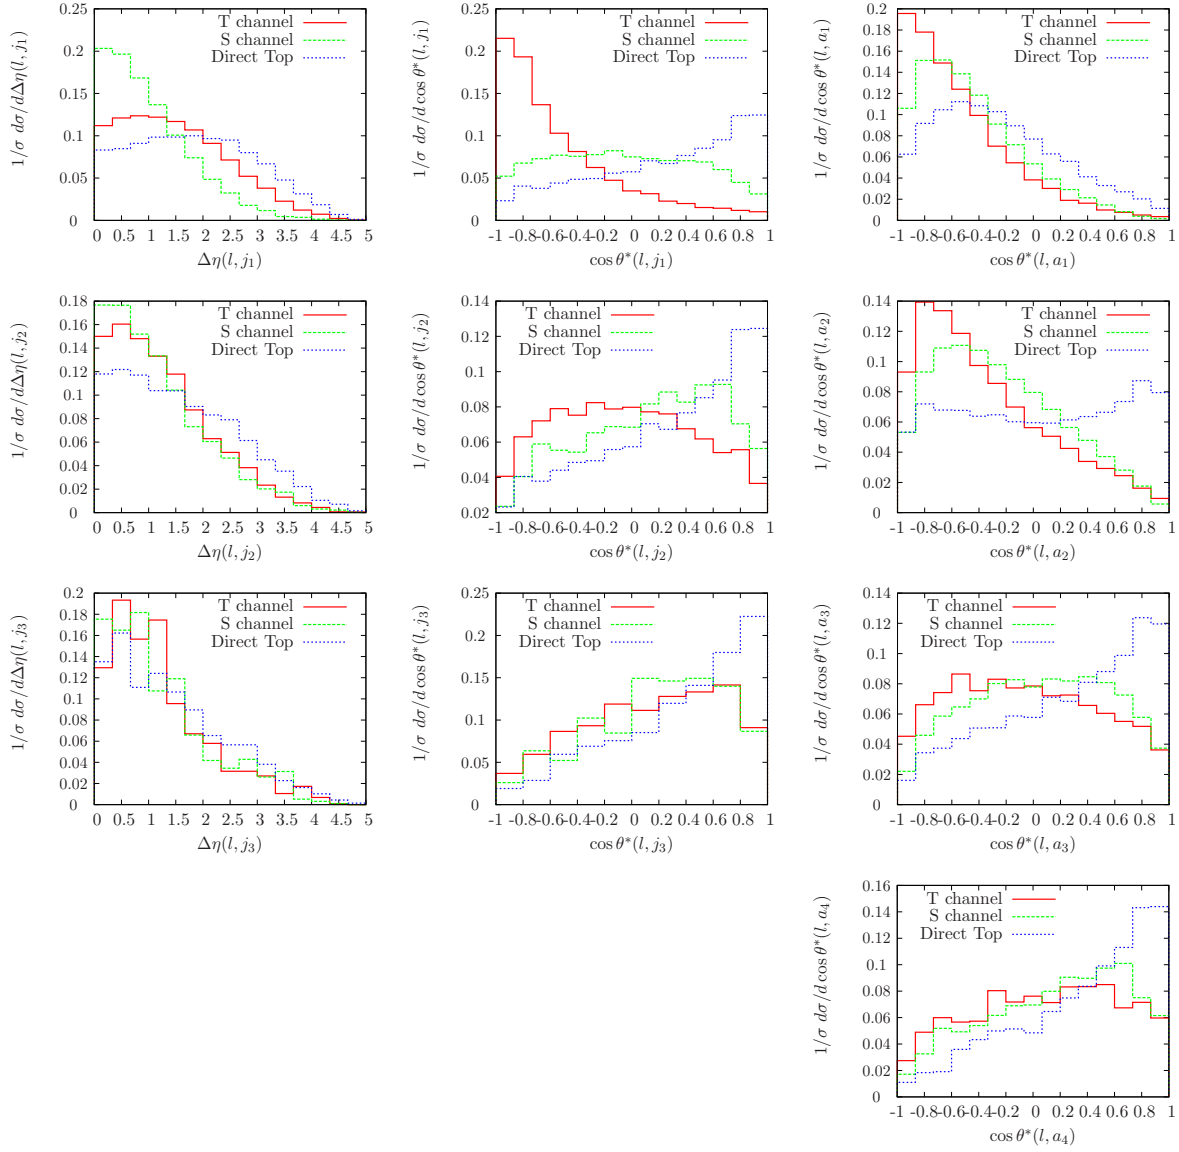 1/σ dσ/dΔη(l, j1)
0.25
0.2
0.15
0.1
0.05
0
T channel
S channel
Direct Top
0 0.5 1 1.5 2 2.5 3 3.5 4 4.5 5
Δη(l, j1)
1/σ dσ/d cos θ*(l, j1)
0.25
0.2
0.15
0.1
0.05
0
T channel
S channel
Direct Top
-1 -0.8 -0.6 -0.4 -0.2 0 0.2 0.4 0.6 0.8 1
cos θ*(l, j1)
1/σ dσ/d cos θ*(l, a1)
0.2
0.18
0.16
0.14
0.12
0.1
0.08
0.06
0.04
0.02
0
T channel
S channel
Direct Top
-1 -0.8 -0.6 -0.4 -0.2 0 0.2 0.4 0.6 0.8 1
cos θ*(l, a1)
1/σ dσ/dΔη(l, j2)
0.18
0.16
0.14
0.12
0.1
0.08
0.06
0.04
0.02
0
T channel
S channel
Direct Top
0 0.5 1 1.5 2 2.5 3 3.5 4 4.5 5
Δη(l, j2)
1/σ dσ/d cos θ*(l, j2)
0.14
0.12
0.1
0.08
0.06
0.04
0.02
T channel
S channel
Direct Top
-1 -0.8 -0.6 -0.4 -0.2 0 0.2 0.4 0.6 0.8 1
cos θ*(l, j2)
1/σ dσ/d cos θ*(l, a2)
0.14
0.12
0.1
0.08
0.06
0.04
0.02
0
T channel
S channel
Direct Top
-1 -0.8 -0.6 -0.4 -0.2 0 0.2 0.4 0.6 0.8 1
cos θ*(l, a2)
1/σ dσ/dΔη(l, j3)
0.2
0.18
0.16
0.14
0.12
0.1
0.08
0.06
0.04
0.02
0
T channel
S channel
Direct Top
0 0.5 1 1.5 2 2.5 3 3.5 4 4.5 5
Δη(l, j3)
1/σ dσ/d cos θ*(l, j3)
0.25
0.2
0.15
0.1
0.05
0
T channel
S channel
Direct Top
-1 -0.8 -0.6 -0.4 -0.2 0 0.2 0.4 0.6 0.8 1
cos θ*(l, j3)
1/σ dσ/d cos θ*(l, a3)
0.14
0.12
0.1
0.08
0.06
0.04
0.02
0
T channel
S channel
Direct Top
-1 -0.8 -0.6 -0.4 -0.2 0 0.2 0.4 0.6 0.8 1
cos θ*(l, a3)
1/σ dσ/d cos θ*(l, a4)
0.16
0.14
0.12
0.1
0.08
0.06
0.04
0.02
0
T channel
S channel
Direct Top
-1 -0.8 -0.6 -0.4 -0.2 0 0.2 0.4 0.6 0.8 1
cos θ*(l, a4)